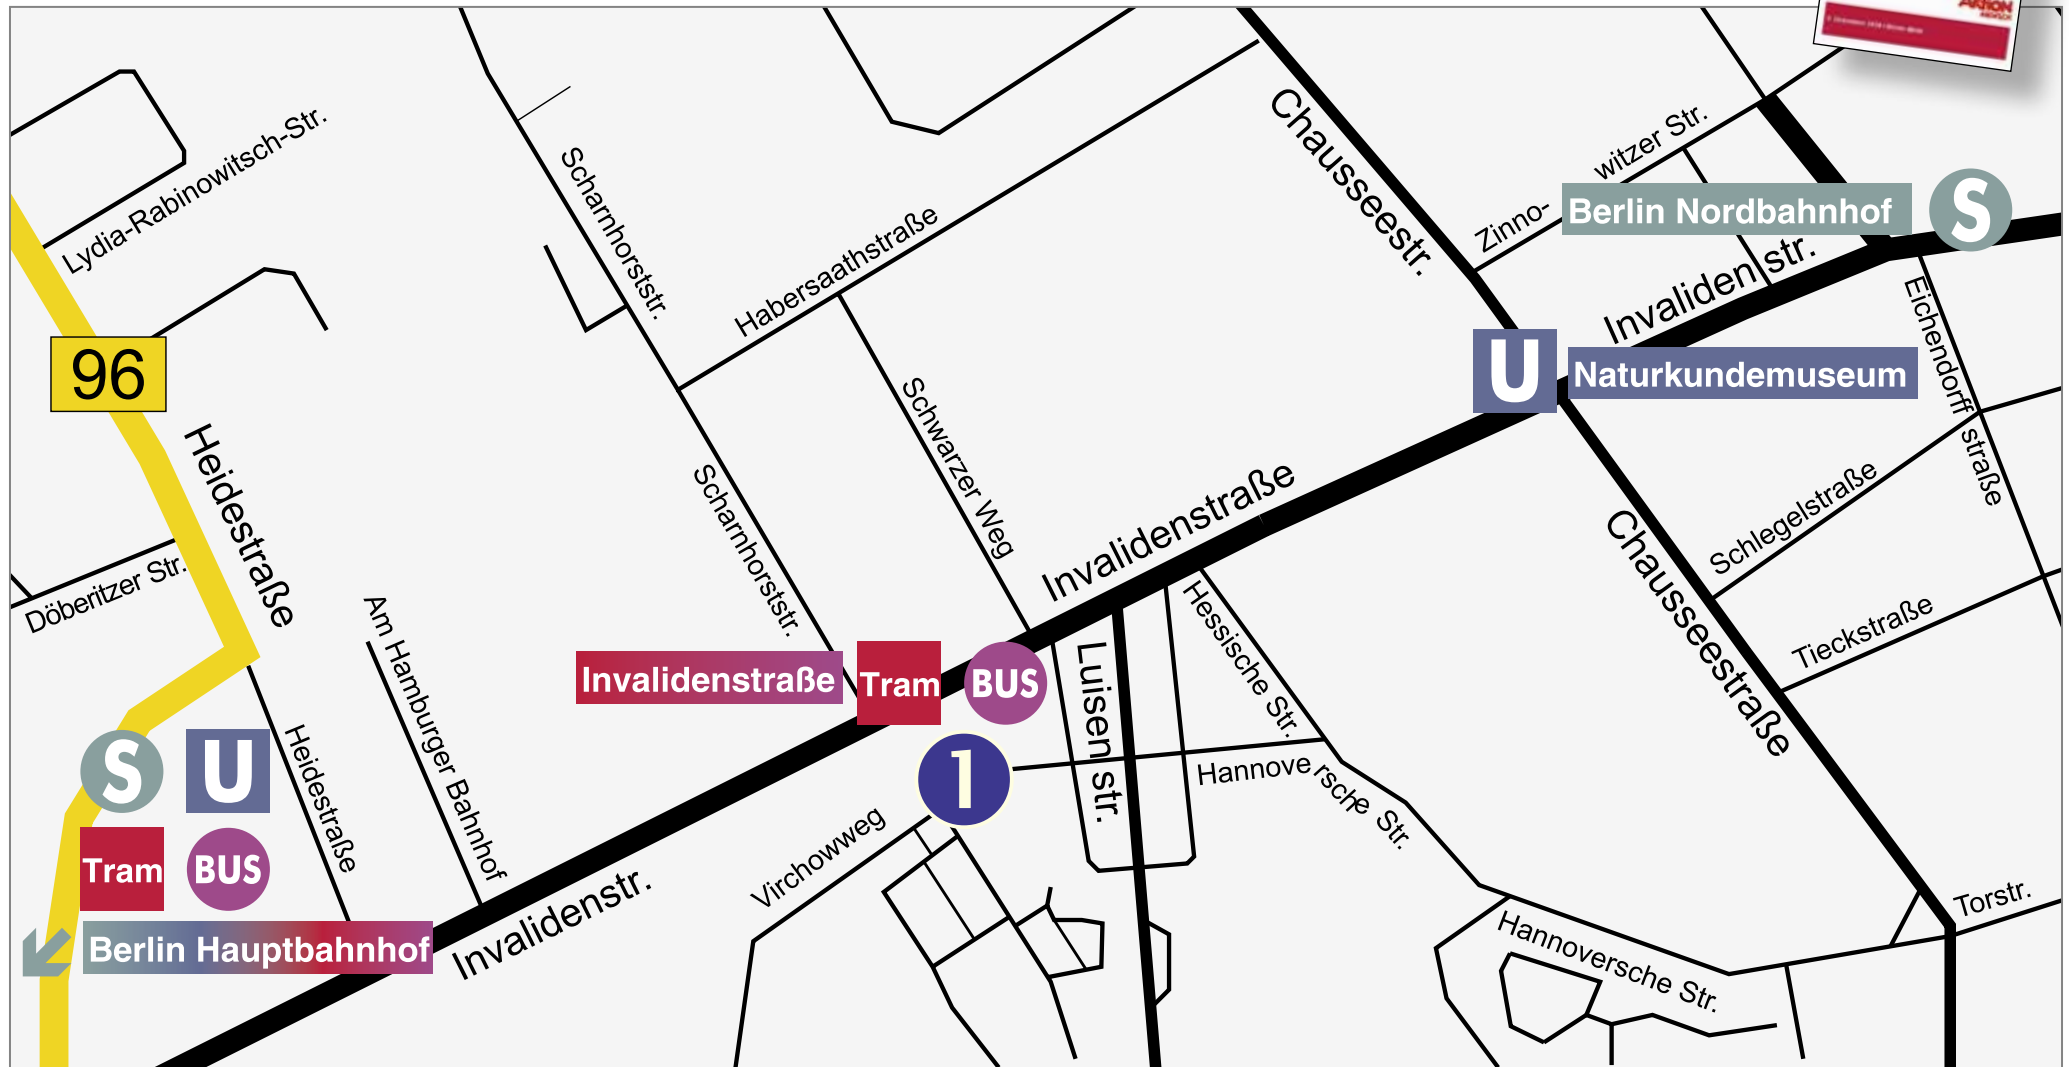 AKTION
MENSCH
Lydia-Rabinowitsch-Str.
Scharnhorststr.
Habersaathstraße
Chausseestr.
Zinno-
witzer Str.
Berlin Nordbahnhof
S
Invaliden str.
96
Heidestraße
Schwarzer Weg
U
Naturkundemuseum
Eichendorff
straße
Scharnhorststr.
Invalidenstraße
Schlegelstraße
Döberitzer Str.
Am Hamburger Bahnhof
Chausseestraße
Tieckstraße
Invalidenstraße
Tram
BUS
Luisen str.
Hessische Str.
S
U
Heidestraße
1
Hannove rsche Str.
Tram
BUS
Virchowweg
Berlin Hauptbahnhof
Invalidenstr.
Hannoversche Str.
Torstr.